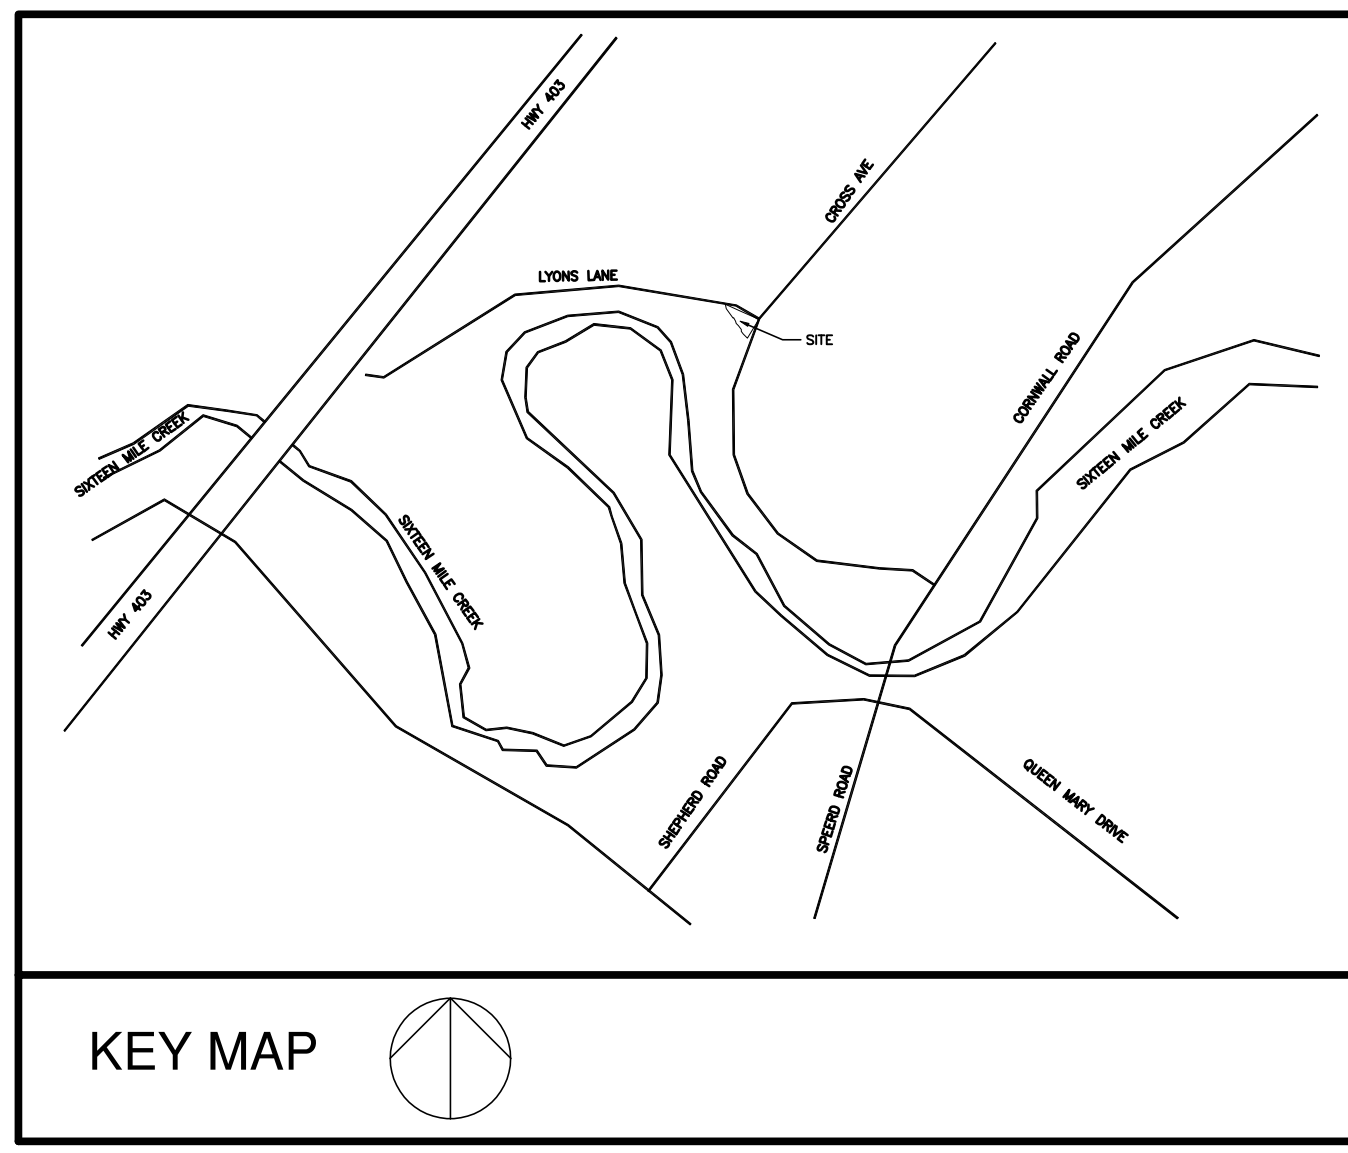 HWY 403
CROSS AVE
LYONS LANE
SITE
CORNWALL ROAD
SIXTEEN MILE CREEK
SIXTEEN MILE CREEK
SIXTEEN MILE CREEK
HWY 403
SHEPHERD ROAD
SPEERD ROAD
QUEEN MARY DRIVE
KEY MAP